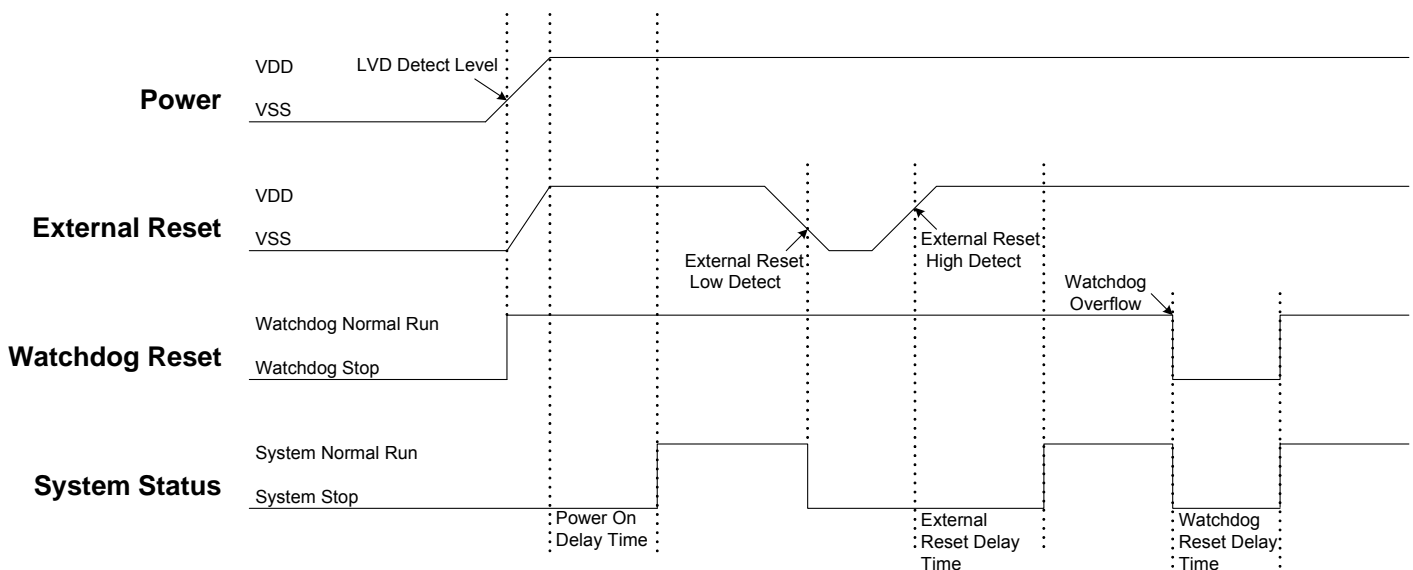 Power
VDD
VSS
LVD Detect Level
External Reset
VDD
VSS
External Reset
Low Detect
External Reset
High Detect
Watchdog Reset
Watchdog Normal Run
Watchdog Stop
Watchdog
Overflow
System Status
System Normal Run
System Stop
Power On
Delay Time
External
Reset Delay
Time
Watchdog
Reset Delay
Time